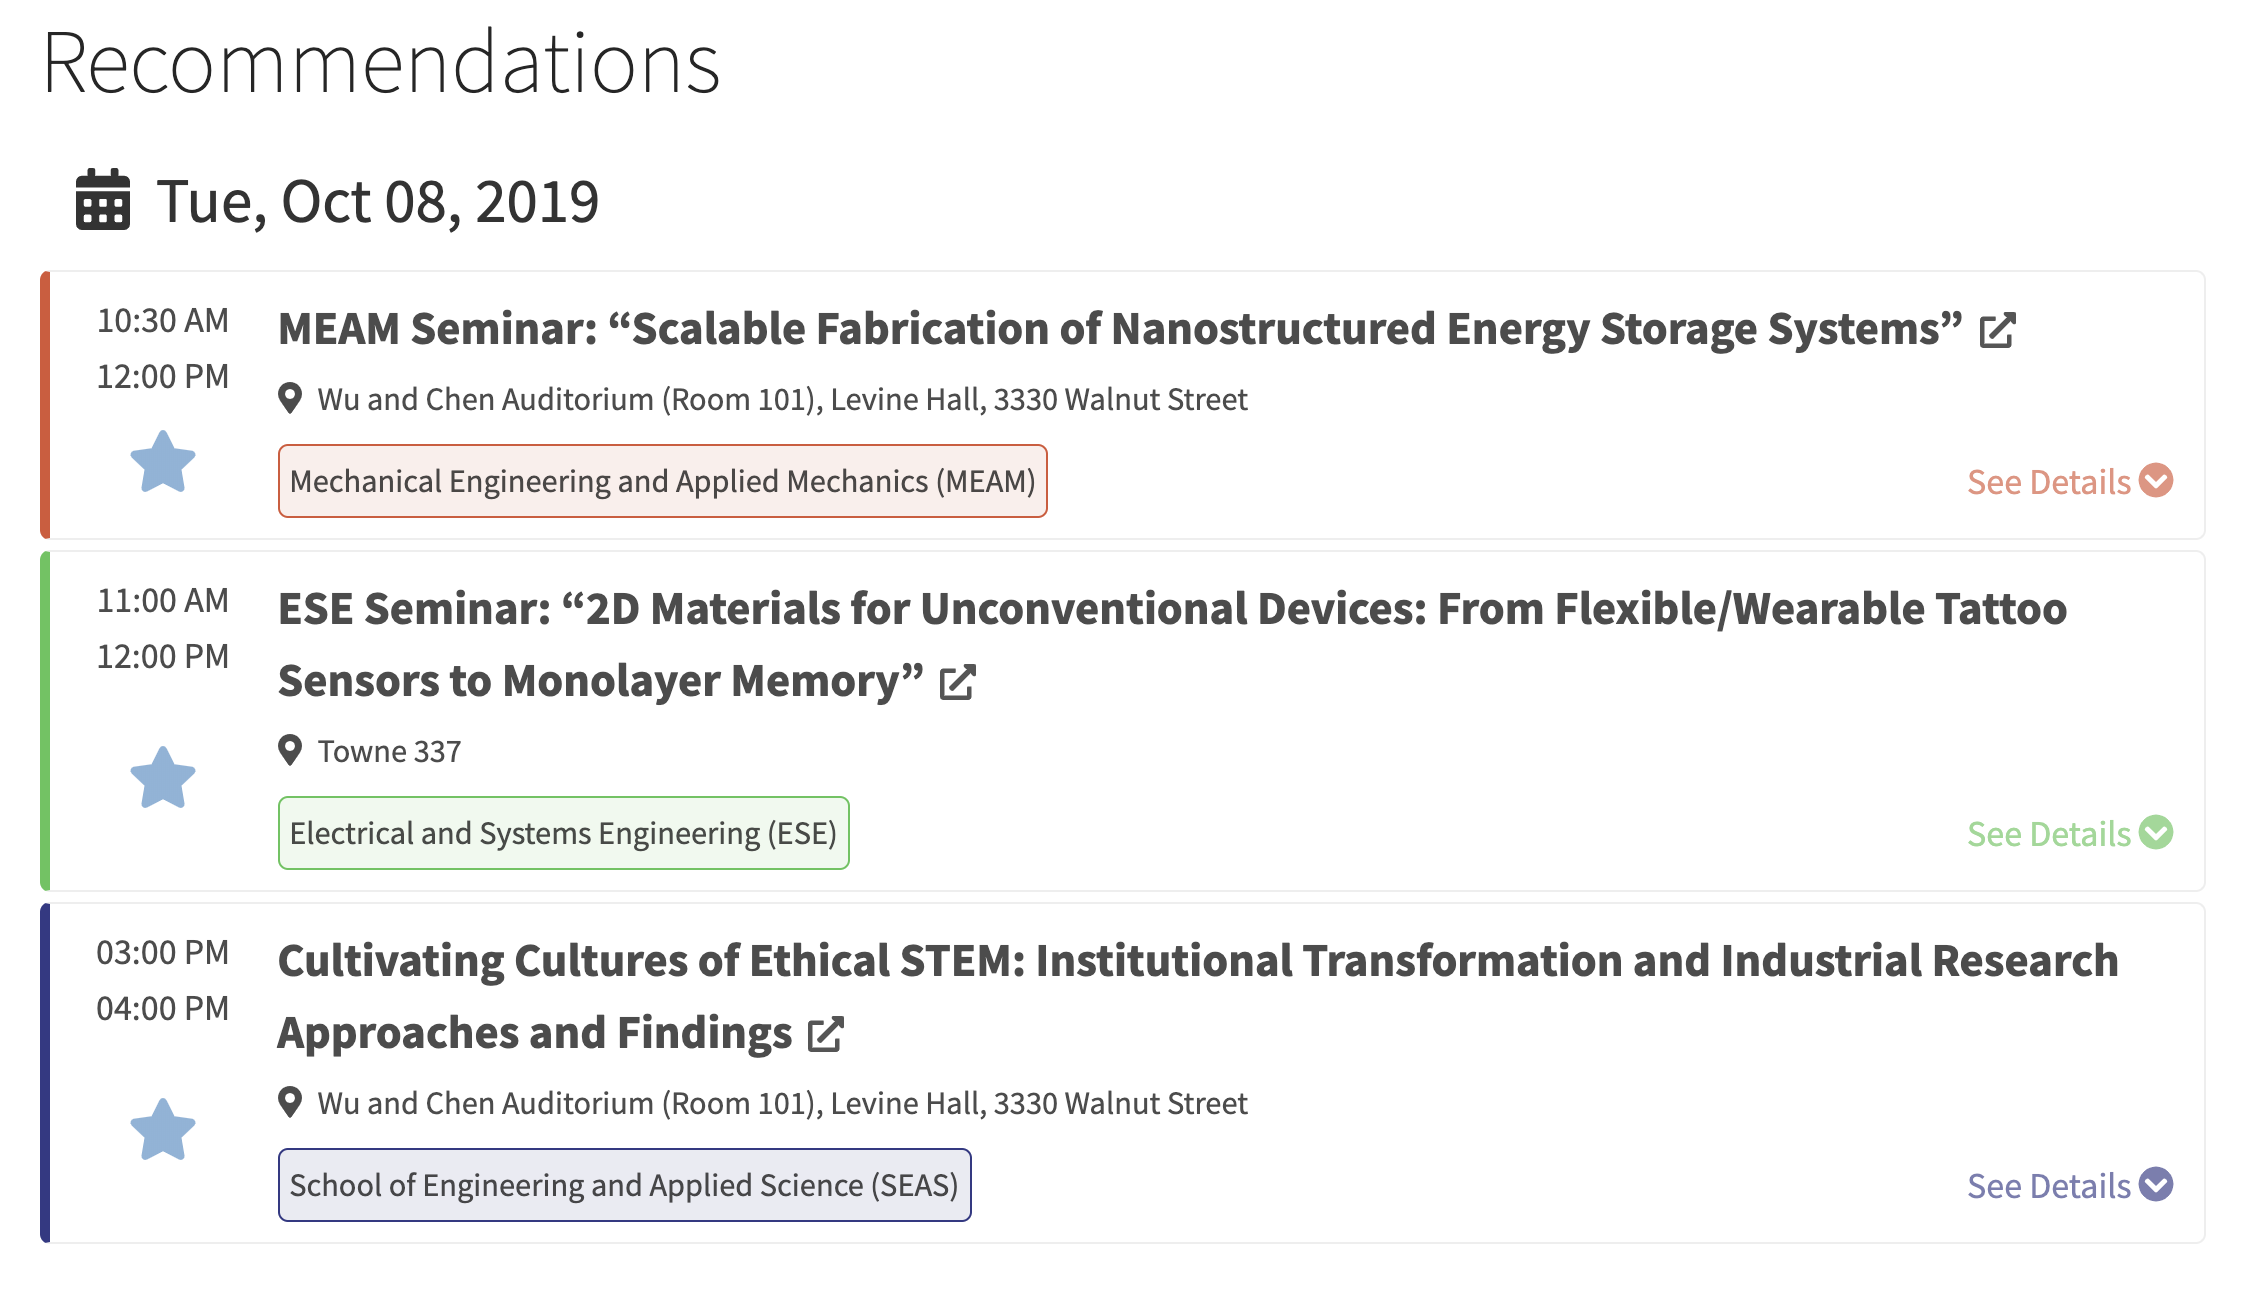 Recommendations
Tue, Oct 08, 2019
10:30 AM
12:00 PM
MEAM Seminar: “Scalable Fabrication of Nanostructured Energy Storage Systems”
Wu and Chen Auditorium (Room 101), Levine Hall, 3330 Walnut Street
Mechanical Engineering and Applied Mechanics (MEAM)
See Details
11:00 AM
12:00 PM
ESE Seminar: “2D Materials for Unconventional Devices: From Flexible/Wearable Tattoo
Sensors to Monolayer Memory”
Towne 337
Electrical and Systems Engineering (ESE)
See Details
03:00 PM
04:00 PM
Cultivating Cultures of Ethical STEM: Institutional Transformation and Industrial Research
Approaches and Findings
Wu and Chen Auditorium (Room 101), Levine Hall, 3330 Walnut Street
School of Engineering and Applied Science (SEAS)
See Details